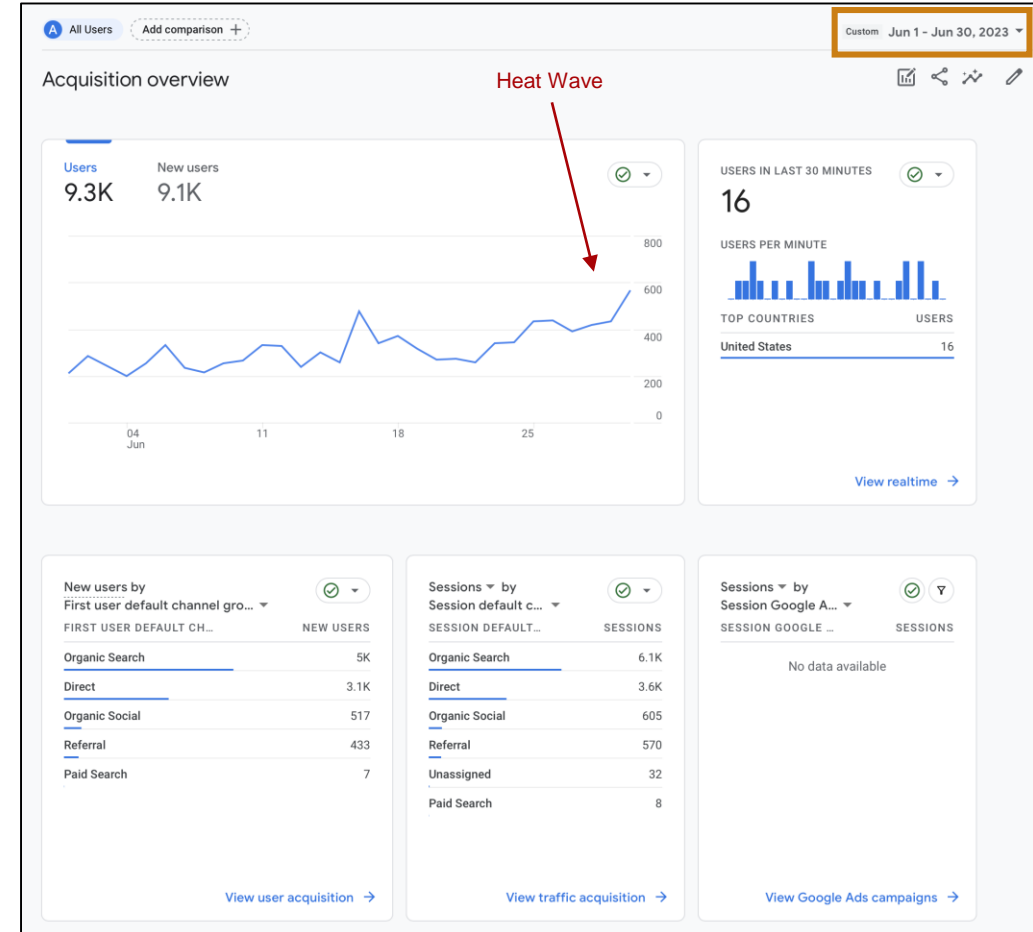 A All Users Add comparison +
Custom Jun 1 - Jun 30, 2023
Acquisition overview
Heat Wave
Users New users
9.3K 9.1K
800
600
400
200
0
04 11 18 25
Jun
USERS IN LAST 30 MINUTES
16
USERS PER MINUTE
TOP COUNTRIES USERS
United States 16
View realtime →
New users by
First user default channel gro...
FIRST USER DEFAULT CH... NEW USERS
Organic Search 5K
Direct 3.1K
Organic Social 517
Referral 433
Paid Search 7
View user acquisition →
Sessions by
Session default c...
SESSION DEFAULT... SESSIONS
Organic Search 6.1K
Direct 3.6K
Organic Social 605
Referral 570
Unassigned 32
Paid Search 8
View traffic acquisition →
Sessions by
Session Google A...
SESSION GOOGLE ... SESSIONS
No data available
View Google Ads campaigns →